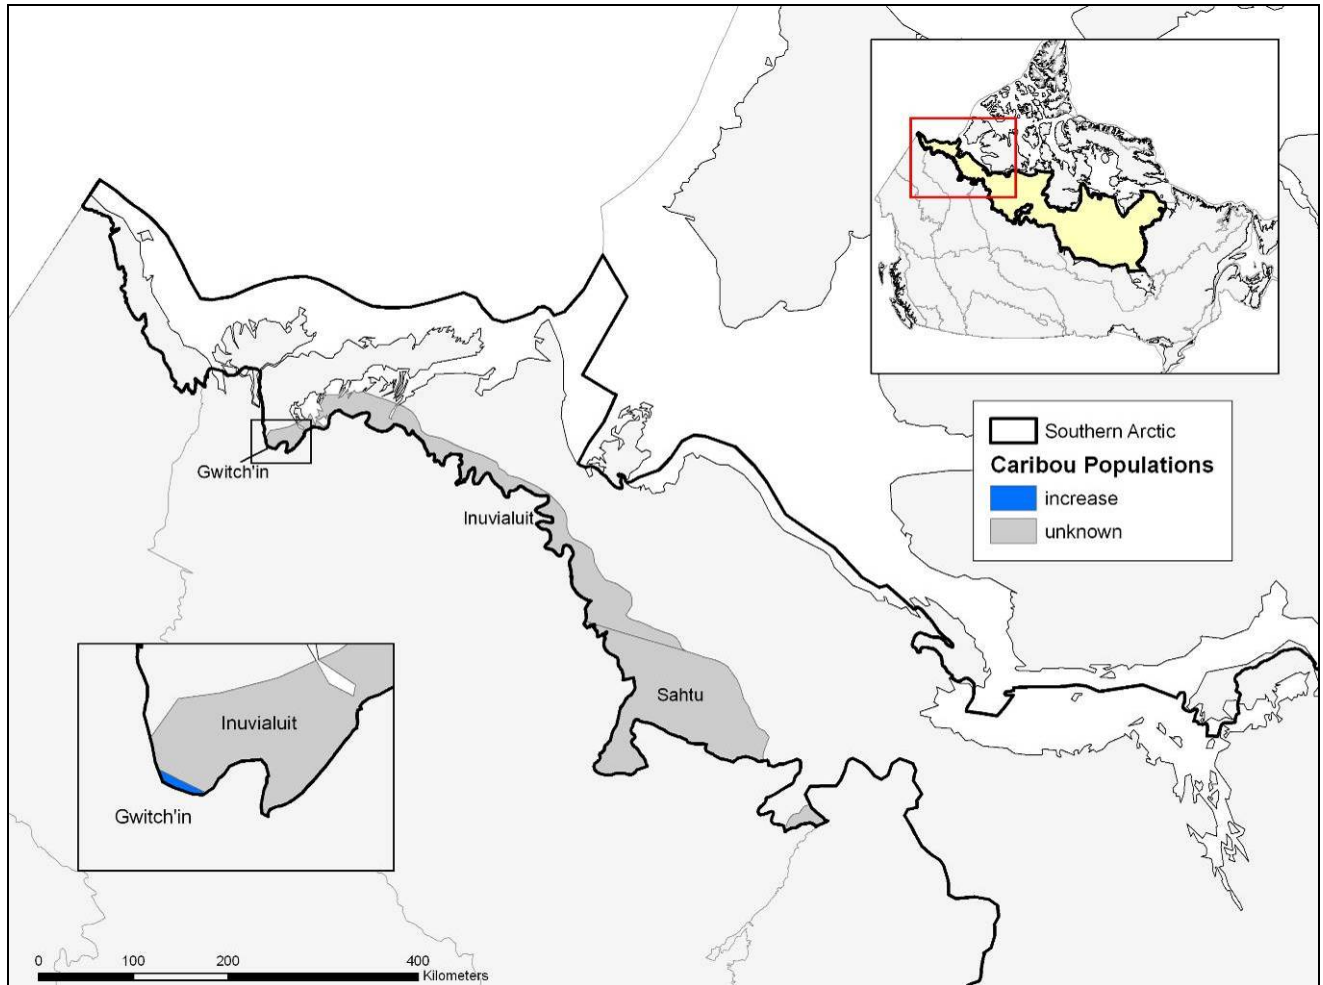 Southern Arctic
Caribou Populations
increase
unknown
Gwitch'in
Inuvialuit
Sahtu
Inuvialuit
Gwitch'in
0 100 200 400
Kilometers